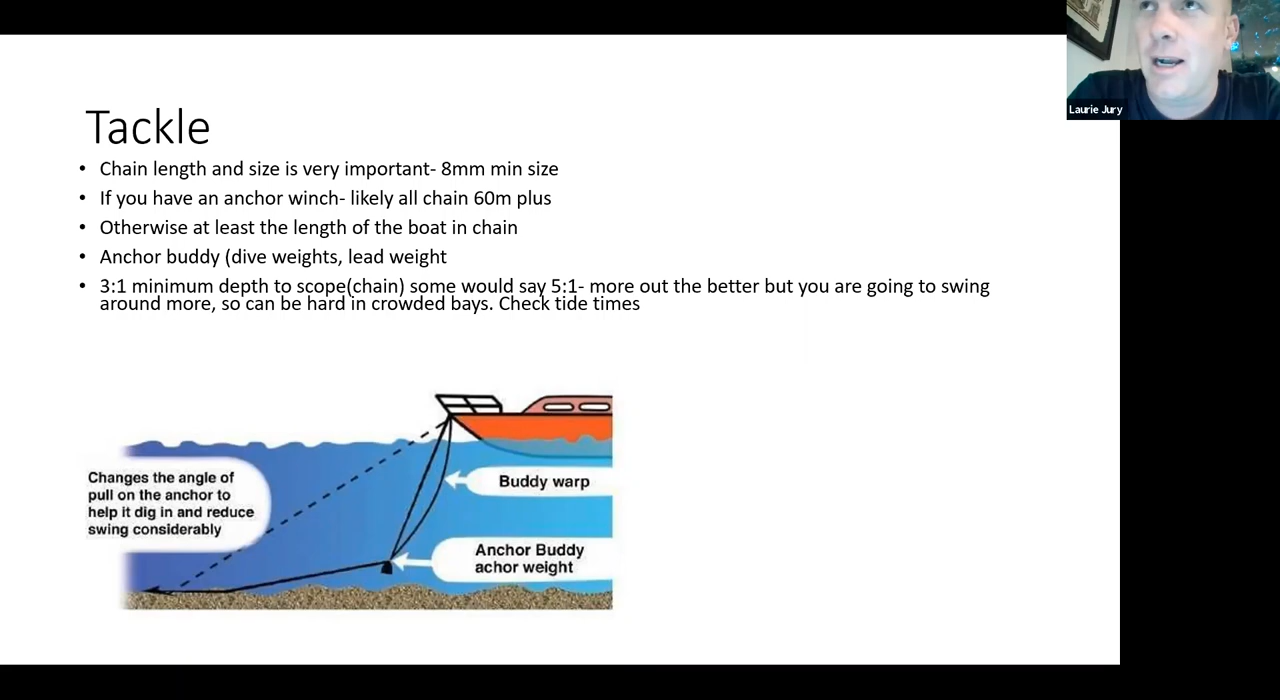 Laurie Jury
Tackle
• Chain length and size is very important- 8mm min size
• If you have an anchor winch- likely all chain 60m plus
• Otherwise at least the length of the boat in chain
• Anchor buddy (dive weights, lead weight
• 3:1 minimum depth to scope(chain) some would say 5:1- more out the better but you are going to swing
around more, so can be hard in crowded bays. Check tide times
Changes the angle of
pull on the anchor to
help it dig in and reduce
swing considerably
Buddy warp
Anchor Buddy
achor weight